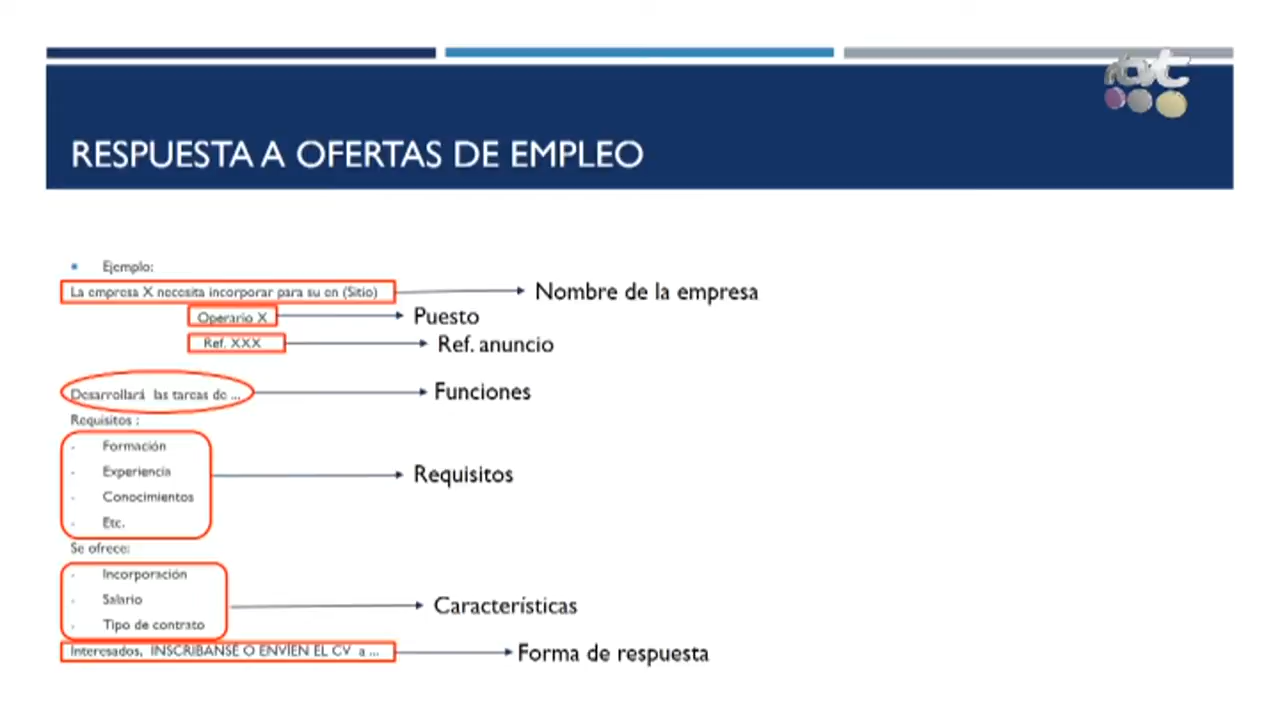 RESPUESTA A OFERTAS DE EMPLEO
Ejemplo:
La empresa X necesita incorporar para su en (Sitio)
Nombre de la empresa
Operario X
Puesto
Ref. XXX
Ref. anuncio
Desarrollará las tareas de ...
Funciones
Requisitos :
- Formación
- Experiencia
- Conocimientos
- Etc.
Requisitos
Se ofrece:
- Incorporación
- Salario
- Tipo de contrato
Características
Interesados, INSCRIBANSE O ENVÍEN EL CV a ...
Forma de respuesta